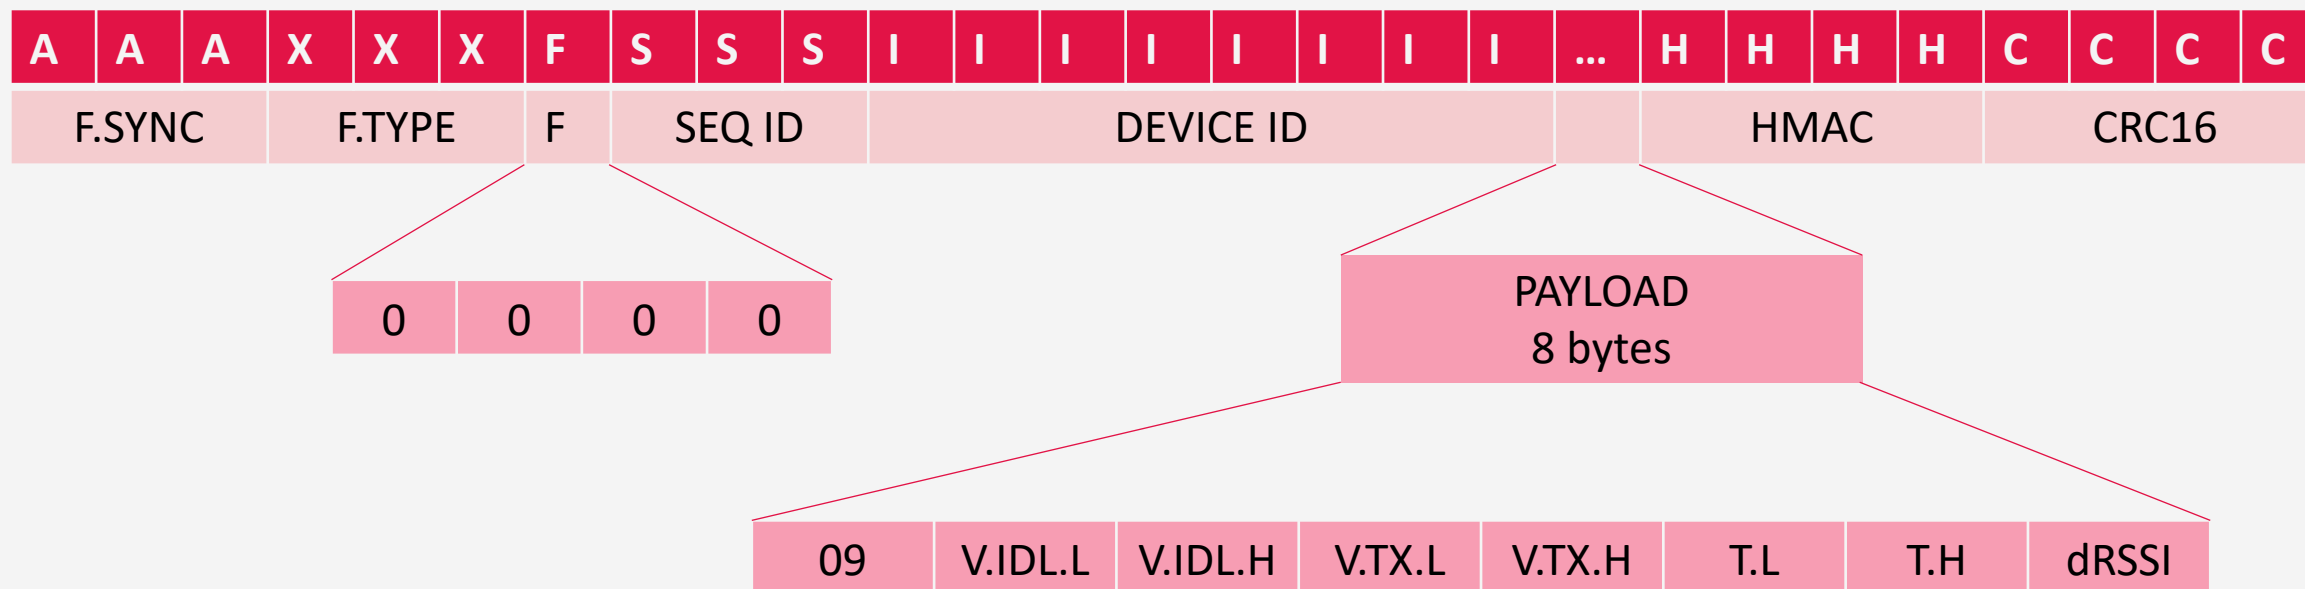 A A A X X X F S S S I I I I I I I I ... H H H H C C C C
F.SYNC F.TYPE F SEQ ID DEVICE ID HMAC CRC16
0 0 0 0
PAYLOAD
8 bytes
09 V.IDL.L V.IDL.H V.TX.L V.TX.H T.L T.H dRSSI